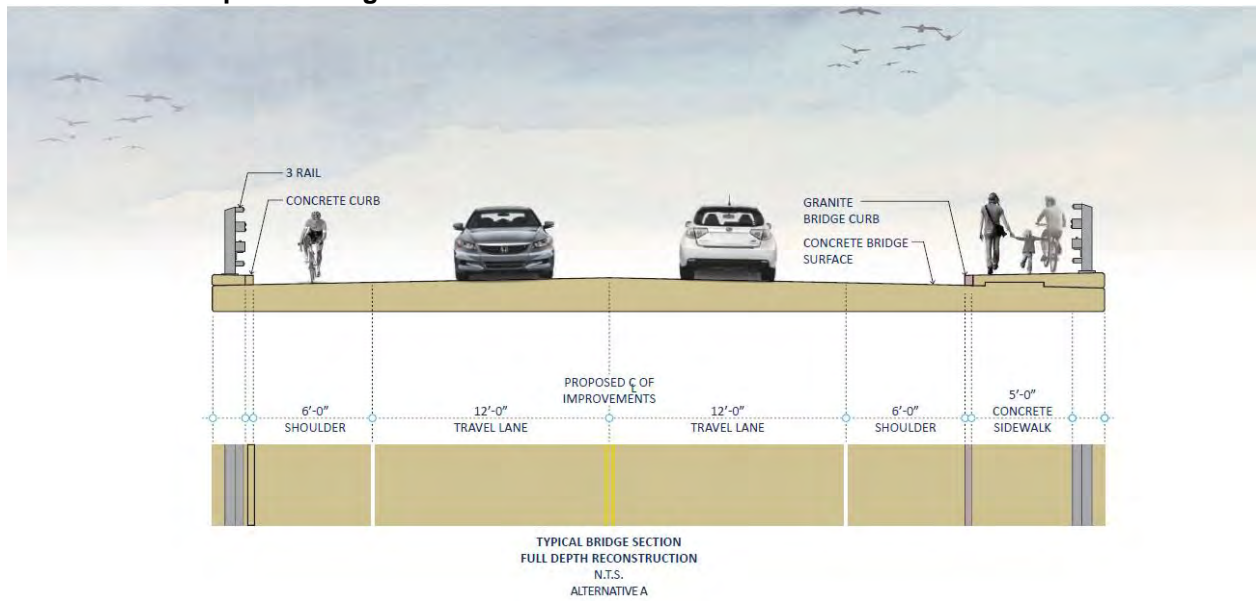 3 RAIL
CONCRETE CURB
GRANITE
BRIDGE CURB
CONCRETE BRIDGE
SURFACE
PROPOSED ℄ OF
IMPROVEMENTS
6'-0"
SHOULDER
12'-0"
TRAVEL LANE
12'-0"
TRAVEL LANE
6'-0"
SHOULDER
5'-0"
CONCRETE
SIDEWALK
TYPICAL BRIDGE SECTION
FULL DEPTH RECONSTRUCTION
N.T.S.
ALTERNATIVE A